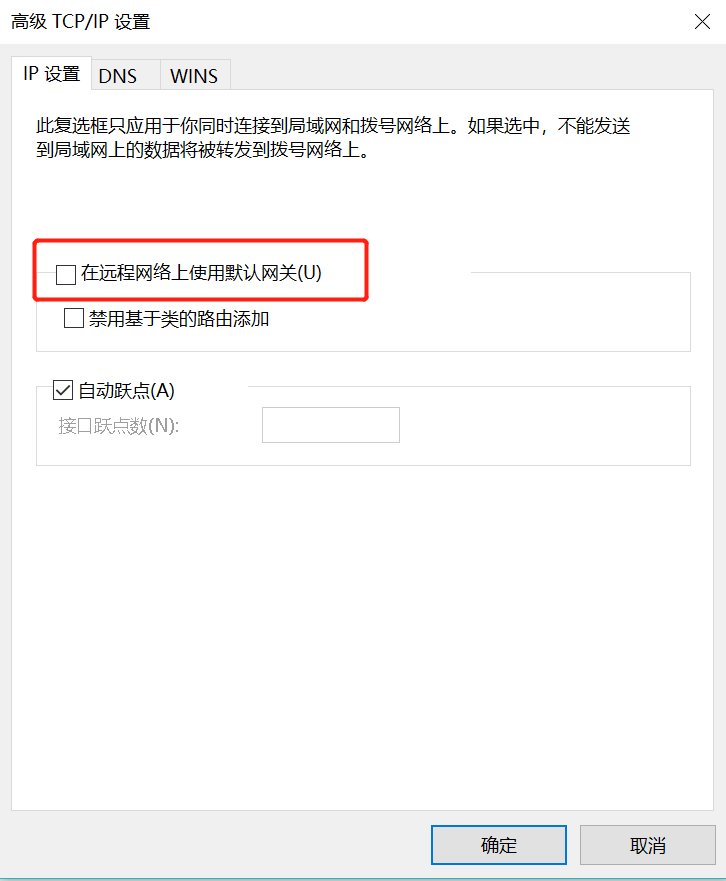 高级 TCP/IP 设置
IP 设置 DNS WINS
此复选框只应用于你同时连接到局域网和拨号网络上。如果选中，不能发送
到局域网上的数据将被转发到拨号网络上。
在远程网络上使用默认网关(U)
禁用基于类的路由添加
自动跃点(A)
接口跃点数(N):
确定 取消